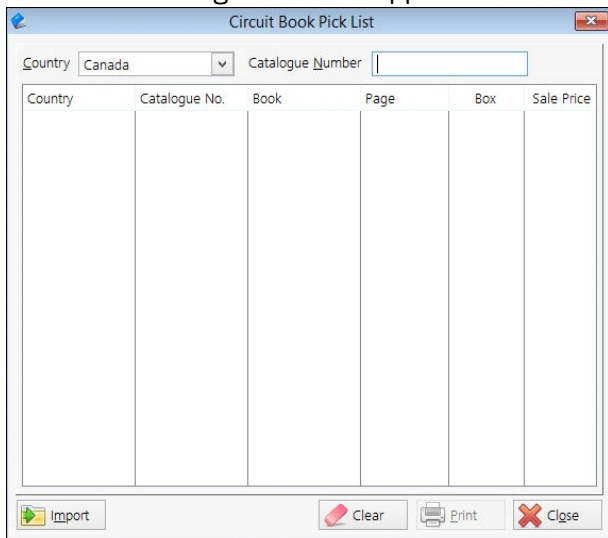 Circuit Book Pick List
Country Canada Catalogue Number
Country Catalogue No. Book Page Box Sale Price
Import Clear Print Close